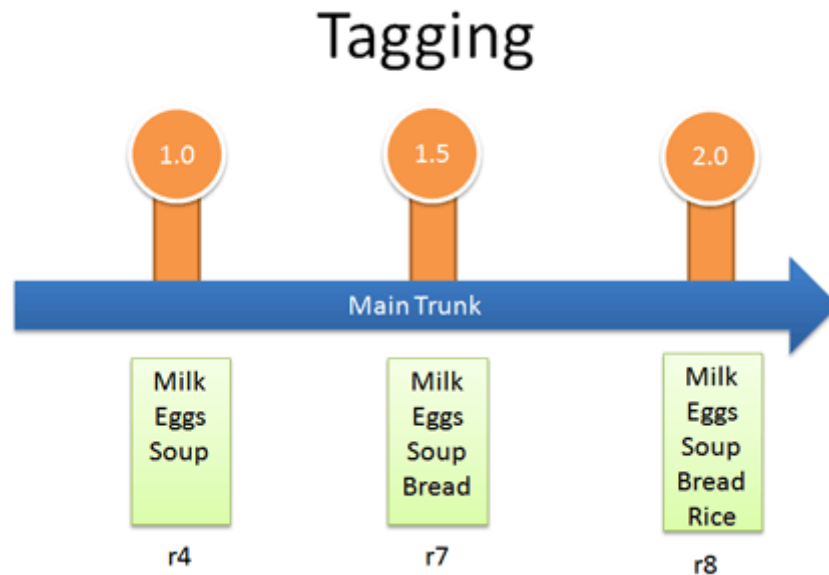 Tagging
1.0
1.5
2.0
Main Trunk
Milk
Eggs
Soup
r4
Milk
Eggs
Soup
Bread
r7
Milk
Eggs
Soup
Bread
Rice
r8